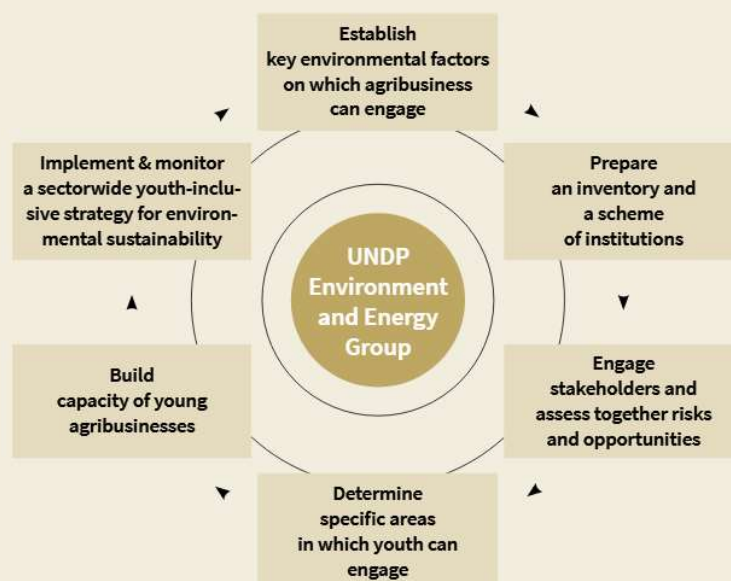 Establish
key environmental factors
on which agribusiness
can engage
Prepare
an inventory and
a scheme
of institutions
Engage
stakeholders and
assess together risks
and opportunities
Determine
specific areas
in which youth can
engage
Build
capacity of young
agribusinesses
Implement & monitor
a sectorwide youth-inclu-
sive strategy for environ-
mental sustainability
UNDP
Environment
and Energy
Group